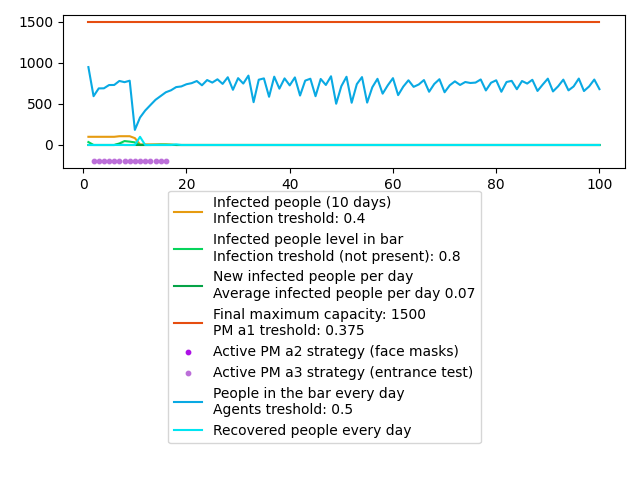 1500
1000
500
0
0 20 40 60 80 100
Infected people (10 days)
Infection treshold: 0.4
Infected people level in bar
Infection treshold (not present): 0.8
New infected people per day
Average infected people per day 0.07
Final maximum capacity: 1500
PM a1 treshold: 0.375
Active PM a2 strategy (face masks)
Active PM a3 strategy (entrance test)
People in the bar every day
Agents treshold: 0.5
Recovered people every day